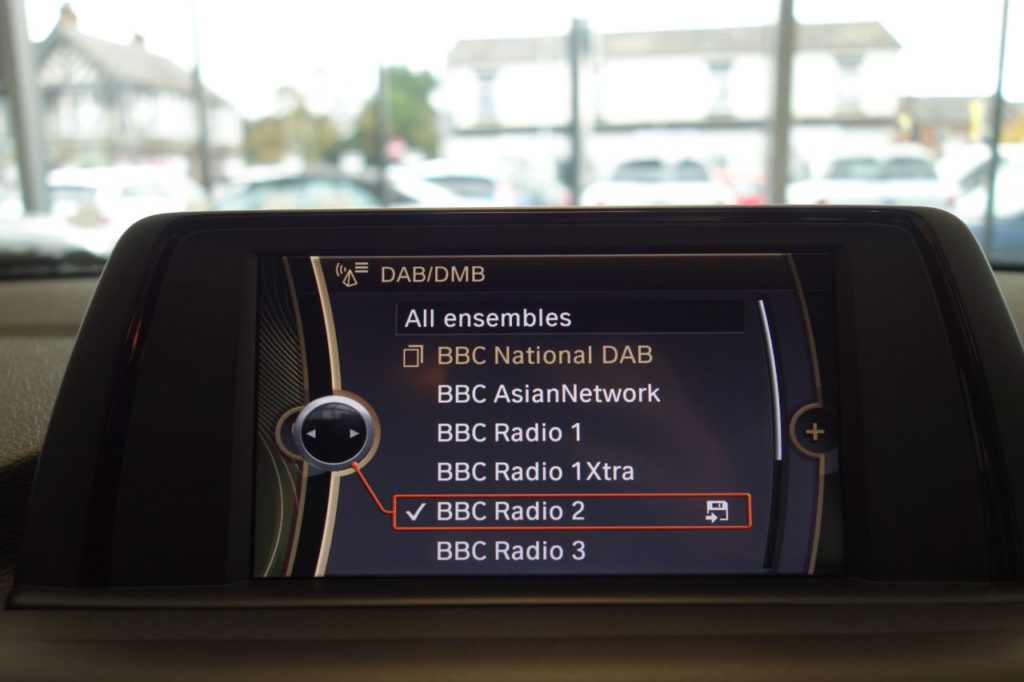 DAB/DMB
All ensembles
BBC National DAB
BBC AsianNetwork
BBC Radio 1
BBC Radio 1Xtra
BBC Radio 2
BBC Radio 3